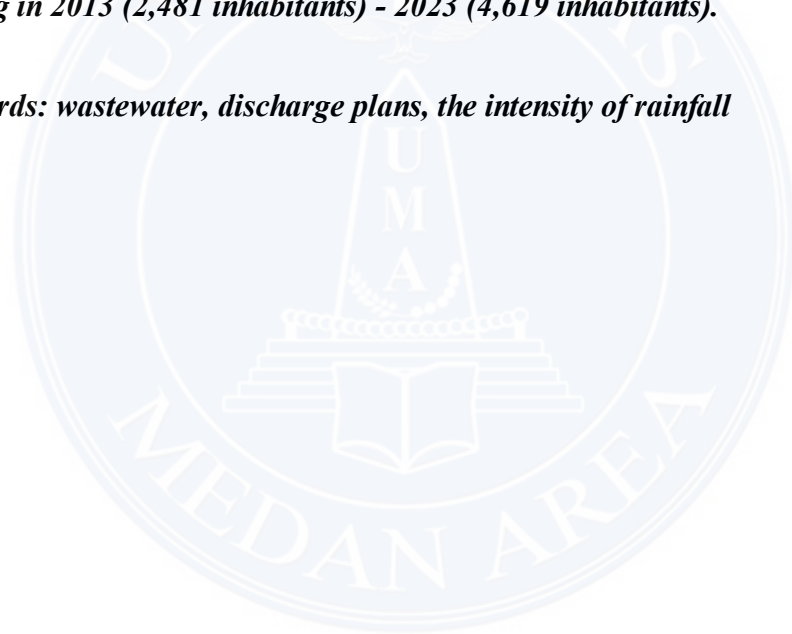 g in 2013 (2,481 inhabitants) - 2023 (4,619 inhabitants).
rds: wastewater, discharge plans, the intensity of rainfall
U
M
A
MEDAN AREA